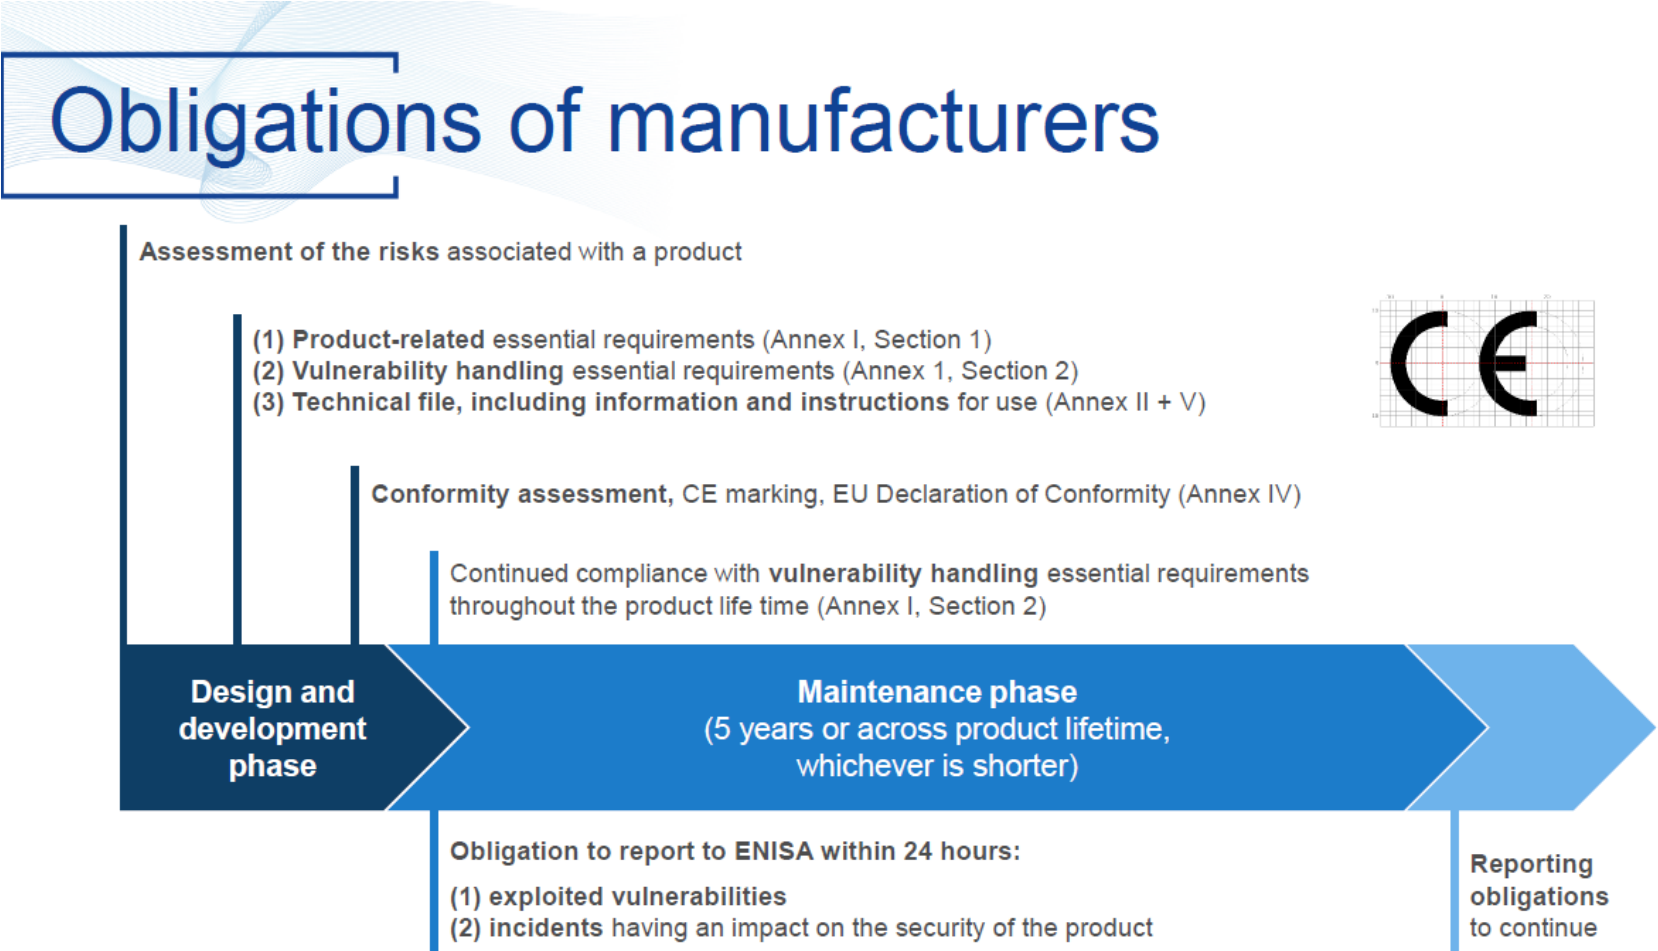 Obligations of manufacturers
Assessment of the risks associated with a product
(1) Product-related essential requirements (Annex I, Section 1)
(2) Vulnerability handling essential requirements (Annex 1, Section 2)
(3) Technical file, including information and instructions for use (Annex II + V)
CE
Conformity assessment, CE marking, EU Declaration of Conformity (Annex IV)
Continued compliance with vulnerability handling essential requirements
throughout the product life time (Annex I, Section 2)
Design and
development
phase
Maintenance phase
(5 years or across product lifetime,
whichever is shorter)
Obligation to report to ENISA within 24 hours:
(1) exploited vulnerabilities
(2) incidents having an impact on the security of the product
Reporting
obligations
to continue